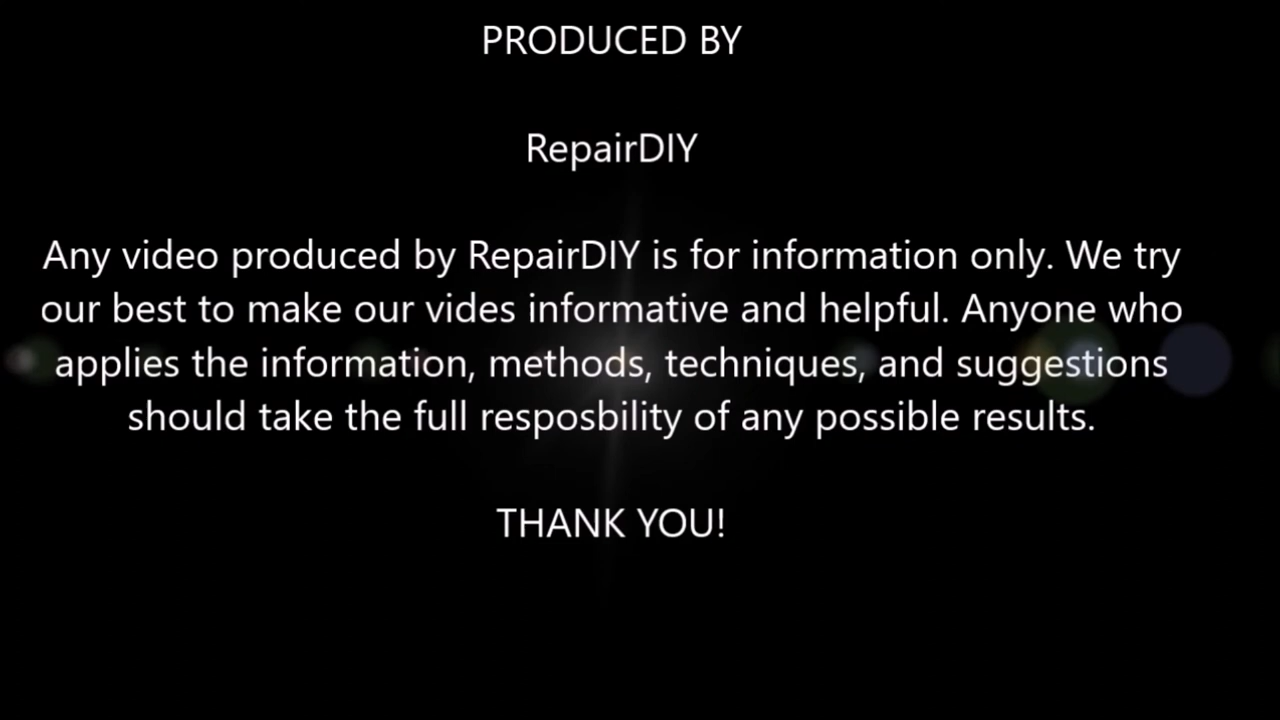 PRODUCED BY
RepairDIY
Any video produced by RepairDIY is for information only. We try
our best to make our vides informative and helpful. Anyone who
applies the information, methods, techniques, and suggestions
should take the full resposbility of any possible results.
THANK YOU!